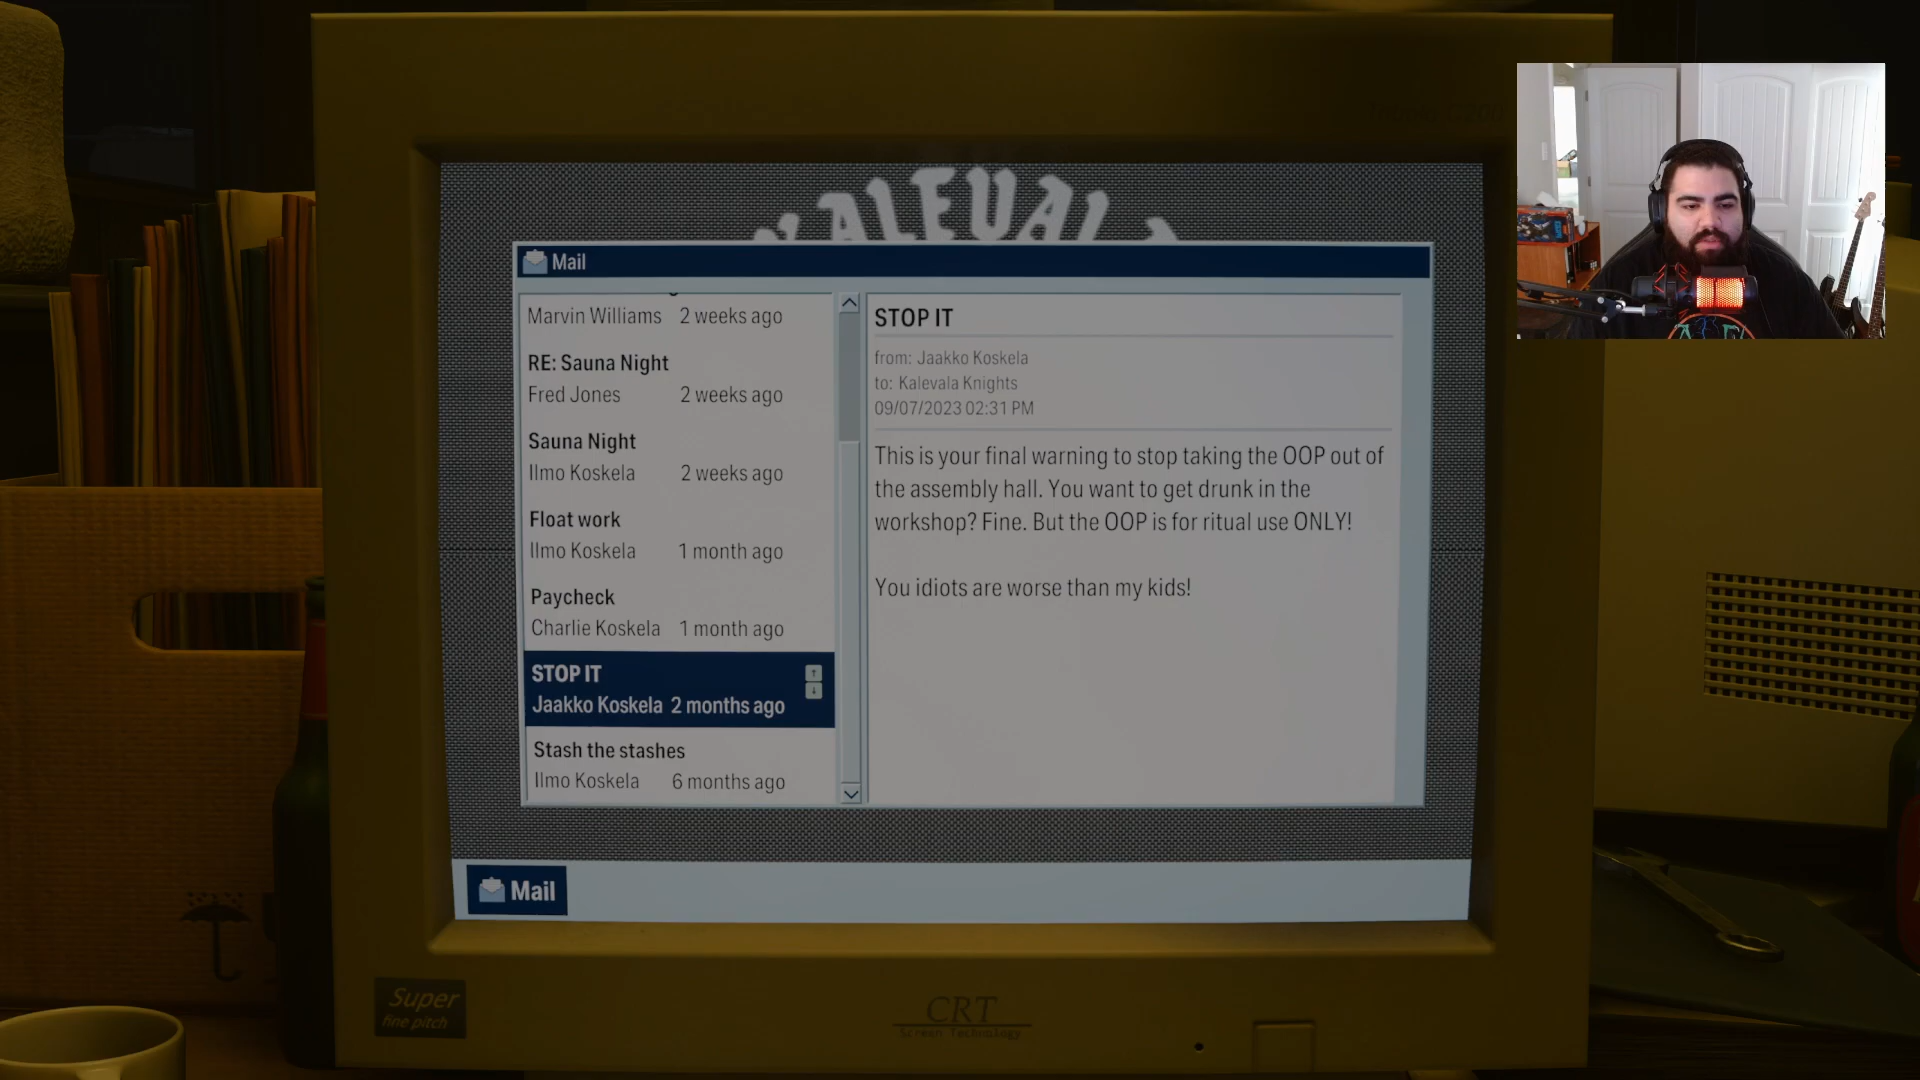 KALEVALA
Mail
Marvin Williams 2 weeks ago
RE: Sauna Night
Fred Jones 2 weeks ago
Sauna Night
Ilmo Koskela 2 weeks ago
Float work
Ilmo Koskela 1 month ago
Paycheck
Charlie Koskela 1 month ago
STOP IT
Jaakko Koskela 2 months ago
Stash the stashes
Ilmo Koskela 6 months ago
STOP IT
from: Jaakko Koskela
to: Kalevala Knights
09/07/2023 02:31 PM
This is your final warning to stop taking the OOP out of
the assembly hall. You want to get drunk in the
workshop? Fine. But the OOP is for ritual use ONLY!
You idiots are worse than my kids!
Mail
Super
fine pitch
CRT
Screen Technology